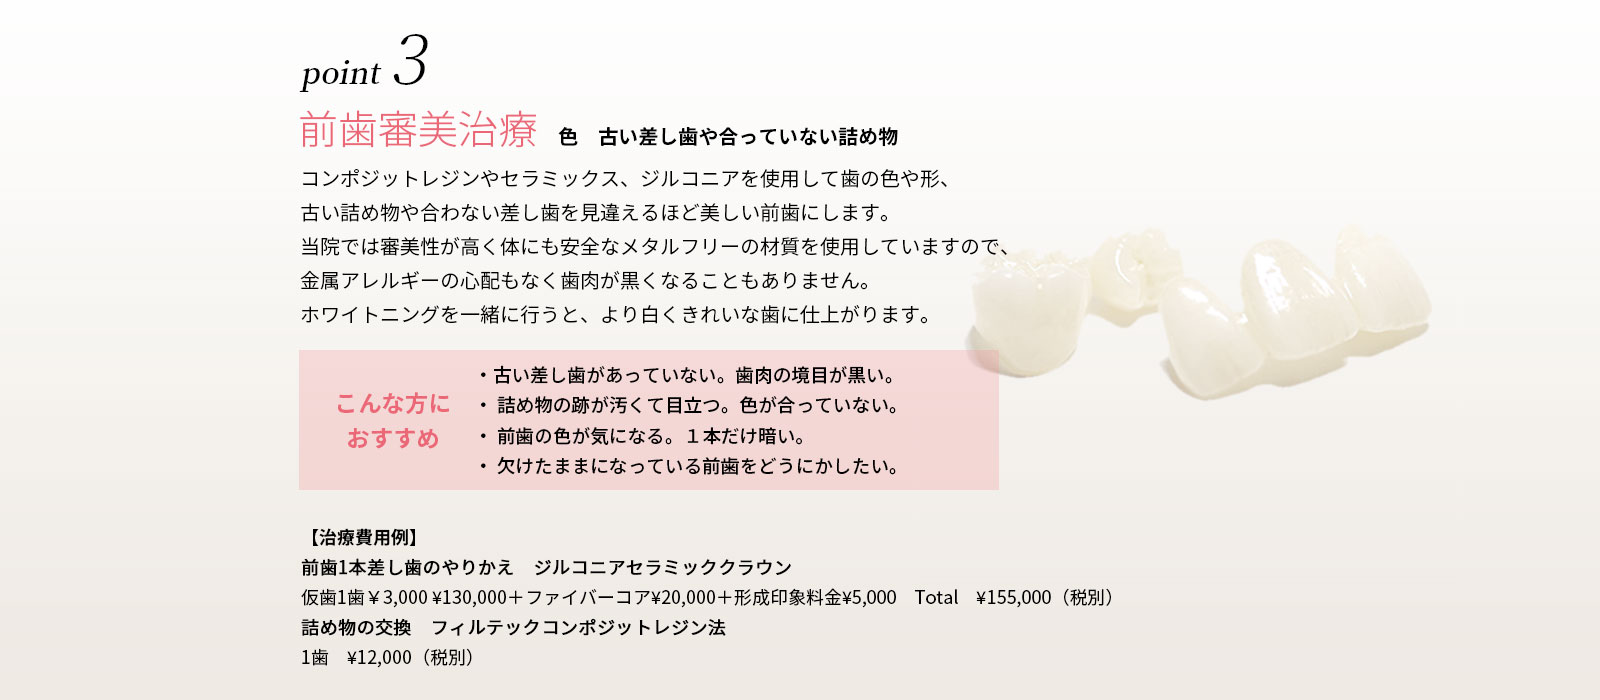 point 3
前歯審美治療　色　古い差し歯や合っていない詰め物
コンポジットレジンやセラミックス、ジルコニアを使用して歯の色や形、
古い詰め物や合わない差し歯を見違えるほど美しい前歯にします。
当院では審美性が高く体にも安全なメタルフリーの材質を使用していますので、
金属アレルギーの心配もなく歯肉が黒くなることもありません。
ホワイトニングを一緒に行うと、より白くきれいな歯に仕上がります。
こんな方に
おすすめ
・古い差し歯があっていない。歯肉の境目が黒い。
・ 詰め物の跡が汚くて目立つ。色が合っていない。
・ 前歯の色が気になる。１本だけ暗い。
・ 欠けたままになっている前歯をどうにかしたい。
【治療費用例】
前歯1本差し歯のやりかえ　ジルコニアセラミッククラウン
仮歯1歯￥3,000 ¥130,000＋ファイバーコア¥20,000＋形成印象料金¥5,000　Total　¥155,000（税別）
詰め物の交換　フィルテックコンポジットレジン法
1歯　¥12,000（税別）